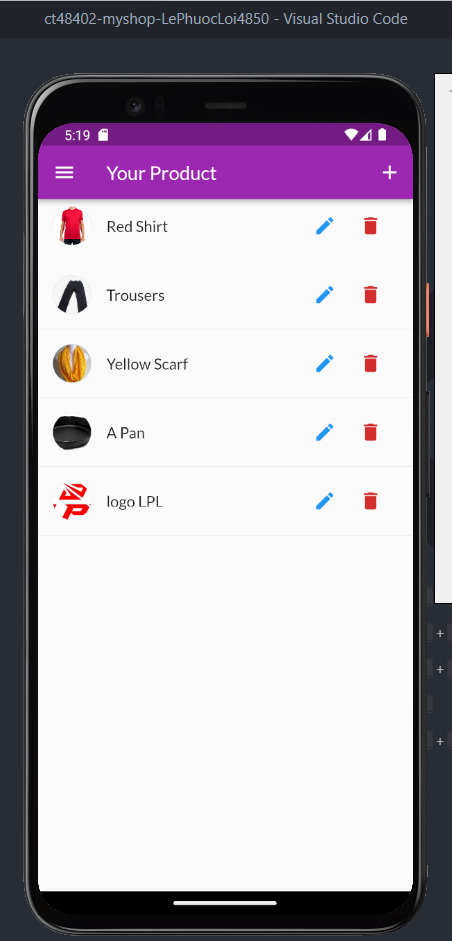 ct48402-myshop-LePhuocLoi4850 - Visual Studio Code
5:19
Your Product
Red Shirt
Trousers
Yellow Scarf
A Pan
logo LPL